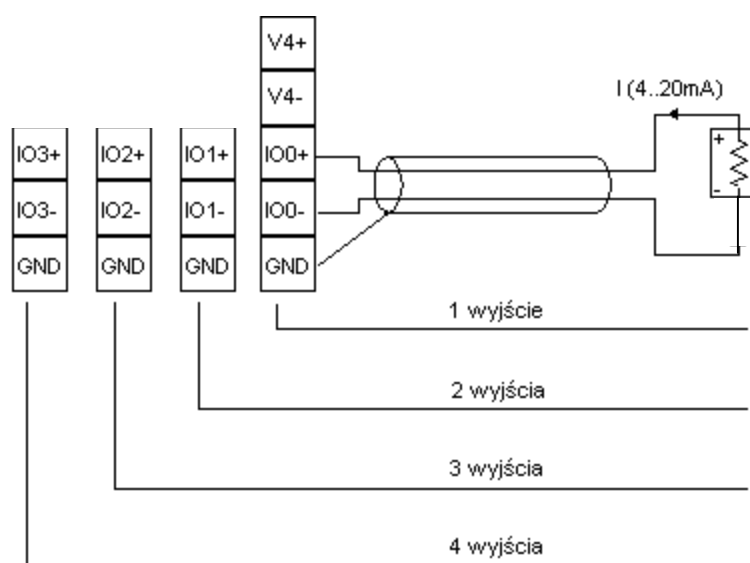 V4+
V4-
I (4..20mA)
IO3+ IO2+ IO1+ IO0+ +
IO3- IO2- IO1- IO0- -
GND GND GND GND
1 wyjście
2 wyjścia
3 wyjścia
4 wyjścia